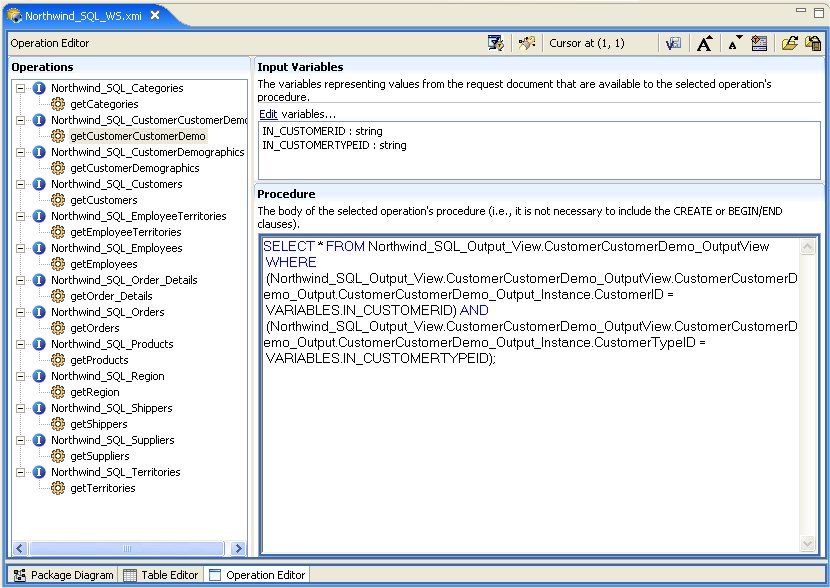 Northwind_SQL_WS.xmi
Operation Editor
Cursor at (1, 1)
Operations
Northwind_SQL_Categories
getCategories
Northwind_SQL_CustomerCustomerDemo
getCustomerCustomerDemo
Northwind_SQL_CustomerDemographics
getCustomerDemographics
Northwind_SQL_Customers
getCustomers
Northwind_SQL_EmployeeTerritories
getEmployeeTerritories
Northwind_SQL_Employees
getEmployees
Northwind_SQL_Order_Details
getOrder_Details
Northwind_SQL_Orders
getOrders
Northwind_SQL_Products
getProducts
Northwind_SQL_Region
getRegion
Northwind_SQL_Shippers
getShippers
Northwind_SQL_Suppliers
getSuppliers
Northwind_SQL_Territories
getTerritories
Input Variables
The variables representing values from the request document that are available to the selected operation's
procedure.
Edit variables...
IN_CUSTOMERID : string
IN_CUSTOMERTYPEID : string
Procedure
The body of the selected operation's procedure (i.e., it is not necessary to include the CREATE or BEGIN/END
clauses).
SELECT * FROM Northwind_SQL_Output_View.CustomerCustomerDemo_OutputView
WHERE
(Northwind_SQL_Output_View.CustomerCustomerDemo_OutputView.CustomerCustomerD
emo_Output.CustomerCustomerDemo_Output_Instance.CustomerID =
VARIABLES.IN_CUSTOMERID) AND
(Northwind_SQL_Output_View.CustomerCustomerDemo_OutputView.CustomerCustomerD
emo_Output.CustomerCustomerDemo_Output_Instance.CustomerTypeID =
VARIABLES.IN_CUSTOMERTYPEID);
Package Diagram
Table Editor
Operation Editor